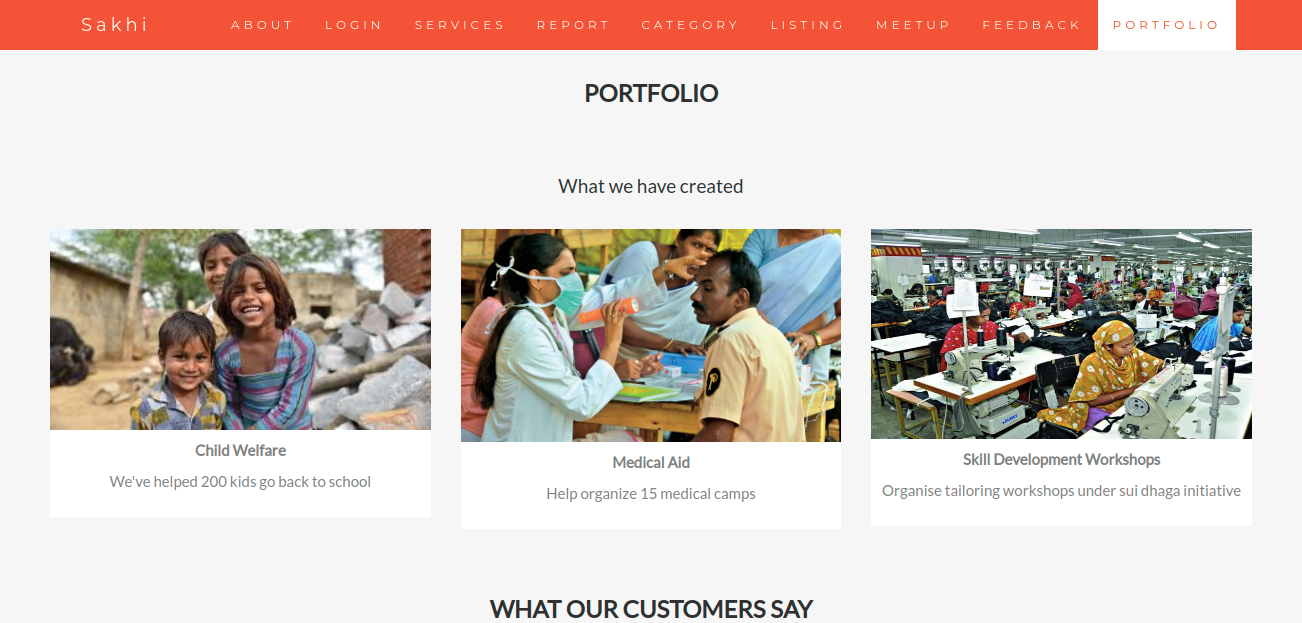 Sakhi
ABOUT
LOGIN
SERVICES
REPORT
CATEGORY
LISTING
MEETUP
FEEDBACK
PORTFOLIO
PORTFOLIO
What we have created
Child Welfare
We've helped 200 kids go back to school
Medical Aid
Help organize 15 medical camps
Skill Development Workshops
Organise tailoring workshops under sui dhaga initiative
WHAT OUR CUSTOMERS SAY